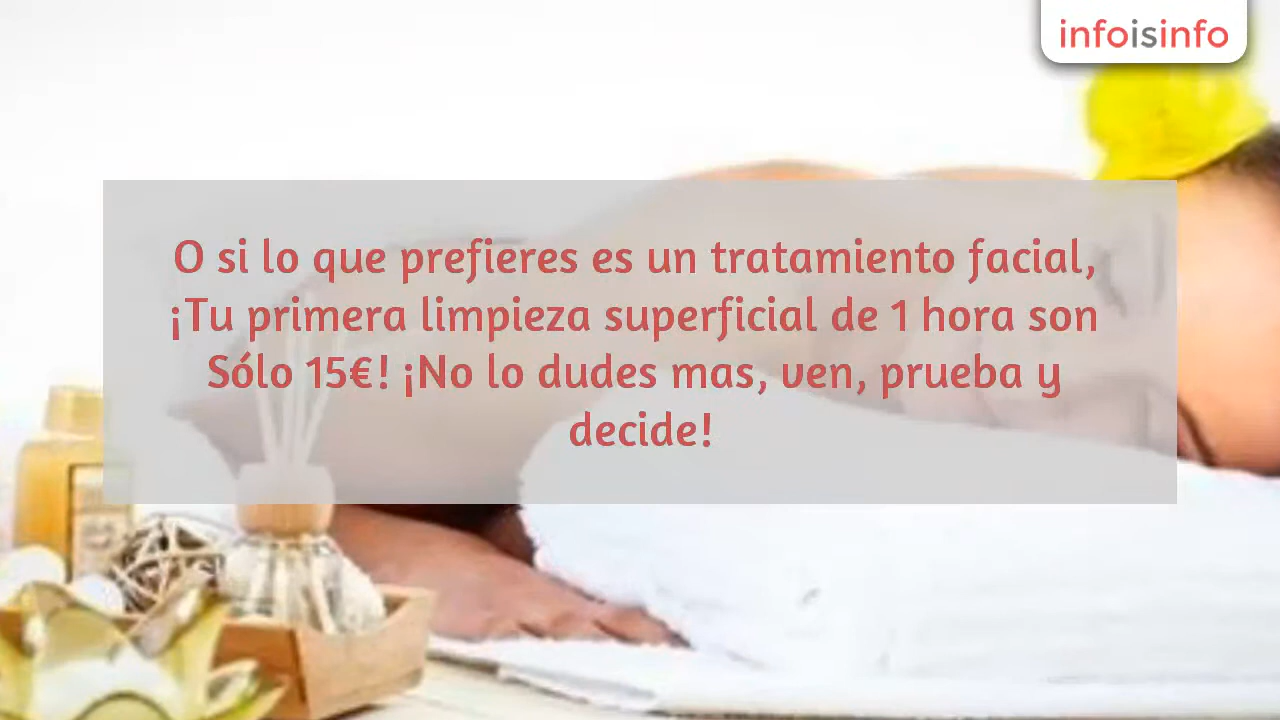 infoisinfo
O si lo que prefieres es un tratamiento facial,
¡Tu primera limpieza superficial de 1 hora son
Sólo 15€! ¡No lo dudes mas, ven, prueba y
decide!